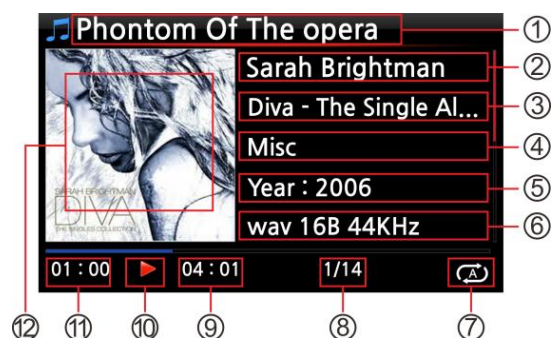 Phontom Of The opera
①
Sarah Brightman
②
Diva - The Single Al...
③
Misc
④
Year : 2006
⑤
wav 16B 44KHz
⑥
SARAH BRIGHTMAN
DIVA
THE SINGLES COLLECTION
01 : 00
04 : 01
1/14
A
⑫
⑪
⑩
⑨
⑧
⑦